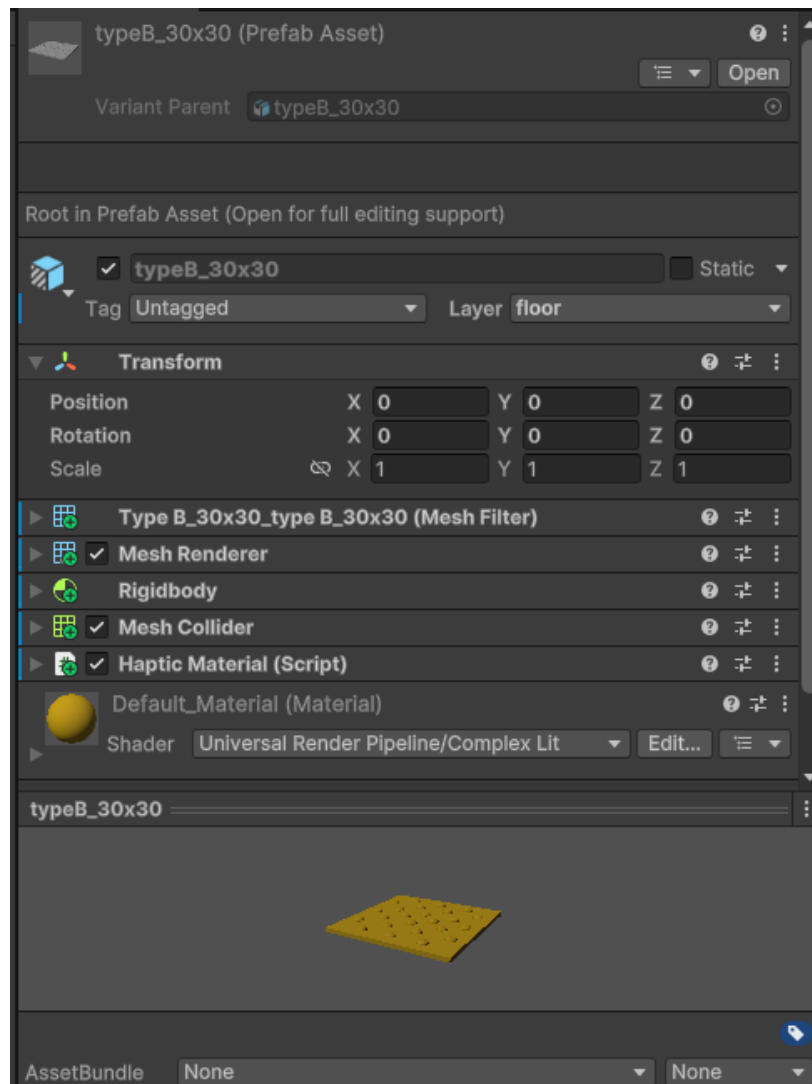 typeB_30x30 (Prefab Asset)
Open
Variant Parent typeB_30x30
Root in Prefab Asset (Open for full editing support)
typeB_30x30 Static
Tag Untagged Layer floor
Transform
Position X 0 Y 0 Z 0
Rotation X 0 Y 0 Z 0
Scale X 1 Y 1 Z 1
Type B_30x30_type B_30x30 (Mesh Filter)
Mesh Renderer
Rigidbody
Mesh Collider
Haptic Material (Script)
Default_Material (Material)
Shader Universal Render Pipeline/Complex Lit Edit...
typeB_30x30
AssetBundle None None